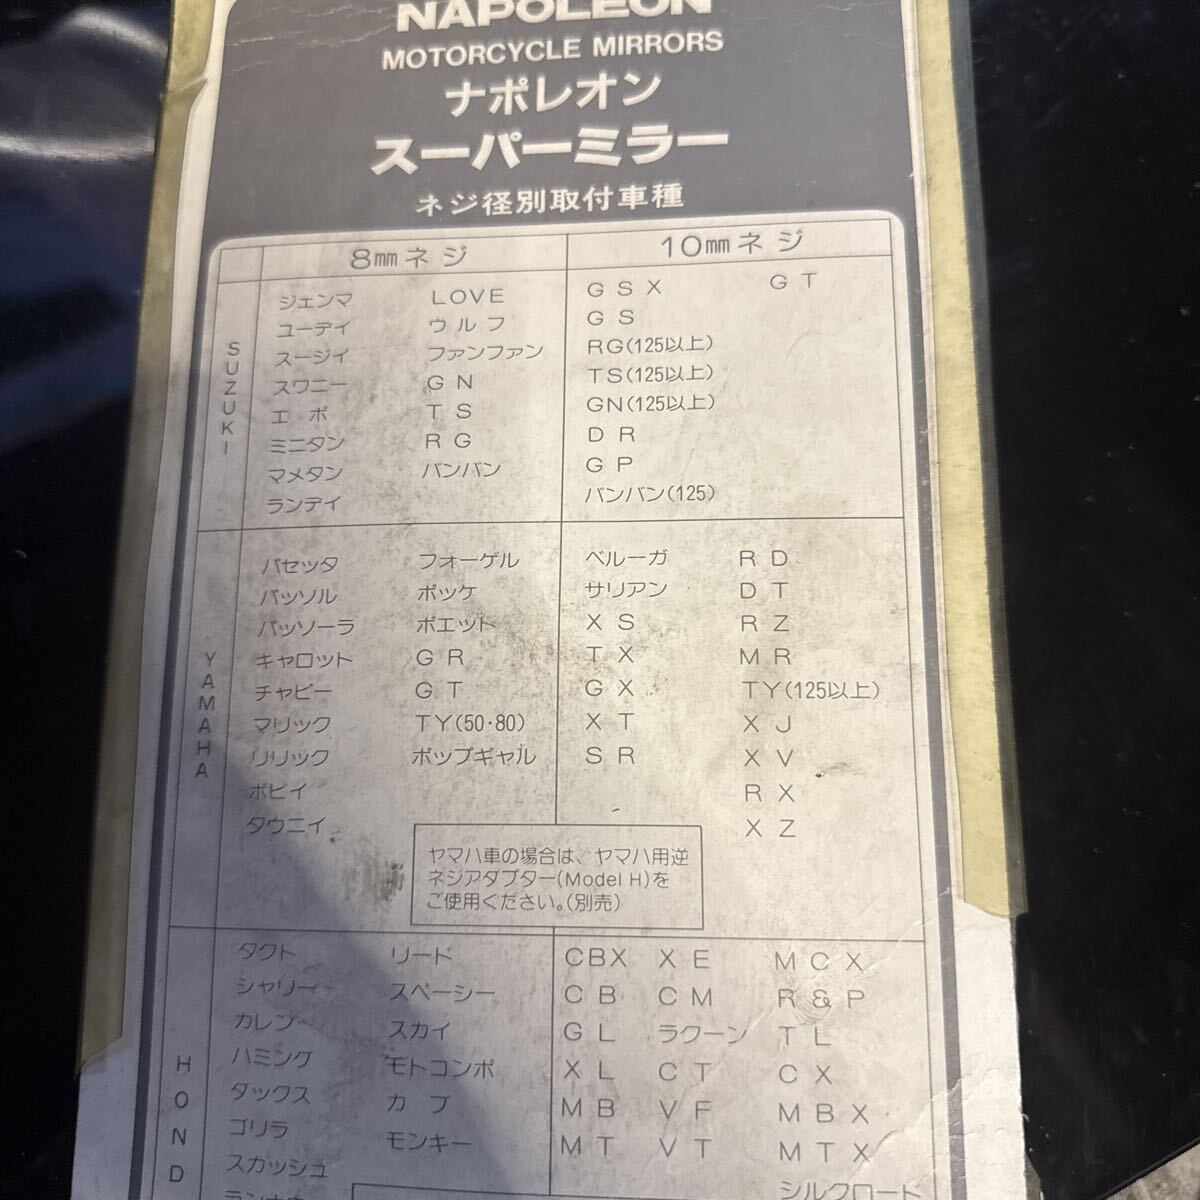 NAPOLEON
MOTORCYCLE MIRRORS
ナポレオン
スーパーミラー
ネジ径別取付車種
8㎜ネジ
10㎜ネジ
SUZUKI
ジェンマ LOVE
ユーディ ウルフ
スージィ ファンファン
スワニー GN
エポ TS
ミニタン RG
マメタン バンバン
ランディ
GSX GT
GS
RG(125以上)
TS(125以上)
GN(125以上)
DR
GP
バンバン(125)
YAMAHA
パセッタ フォーゲル
パッソル ポッケ
パッソーラ ポエット
キャロット GR
チャピー GT
マリック TY(50・80)
リリック ポップギャル
ボビイ
タウニイ
ベルーガ RD
サリアン DT
XS RZ
TX MR
GX TY(125以上)
XT XJ
SR XV
RX
XZ
ヤマハ車の場合は、ヤマハ用逆
ネジアダプター(Model H)を
ご使用ください。(別売)
HOND
タクト リード
シャリー スペーシー
カレン スカイ
ハミング モトコンポ
ダックス カブ
ゴリラ モンキー
スカッシュ
CBX XE MCX
CB CM R&P
GL ラクーン TL
XL CT CX
MB VF MBX
MT VT MTX
シルクロード